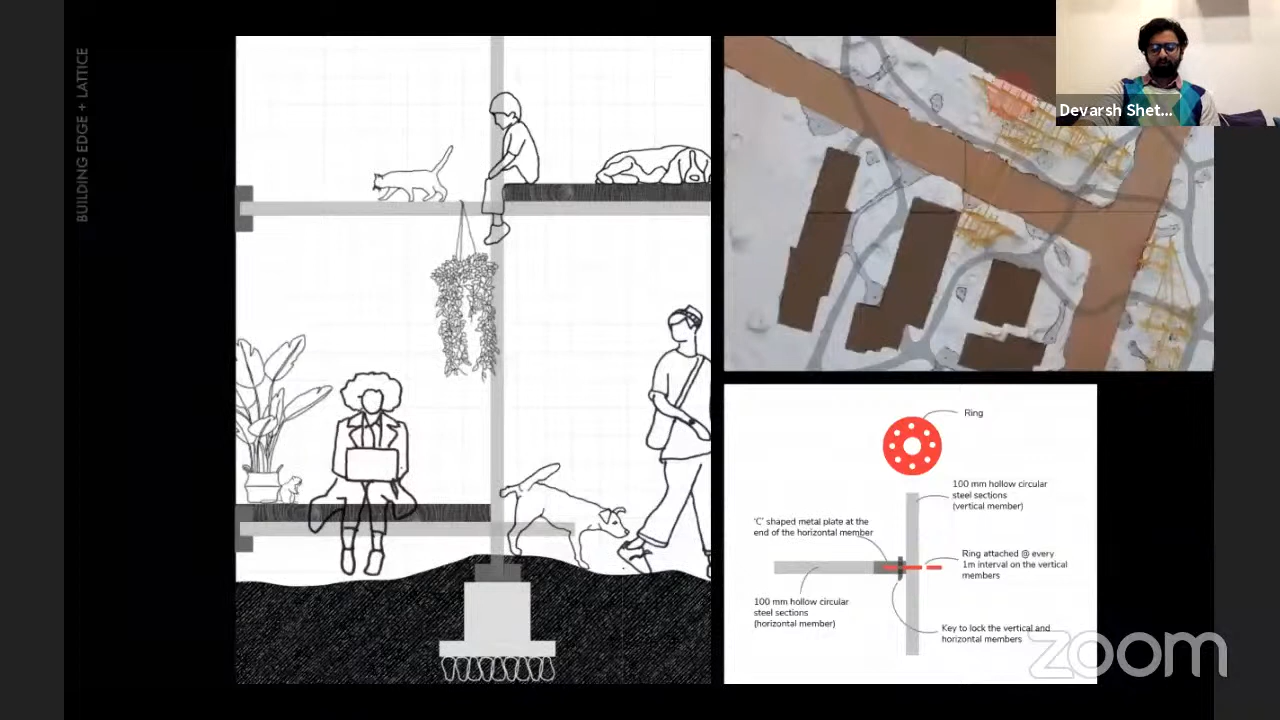 BUILDING EDGE + LATTICE
Devarsh Shet...
Ring
100 mm hollow circular
steel sections
(vertical member)
'C' shaped metal plate at the
end of the horizontal member
Ring attached @ every
1m interval on the vertical
members
100 mm hollow circular
steel sections
(horizontal member)
Key to lock the vertical and
horizontal members
zoom